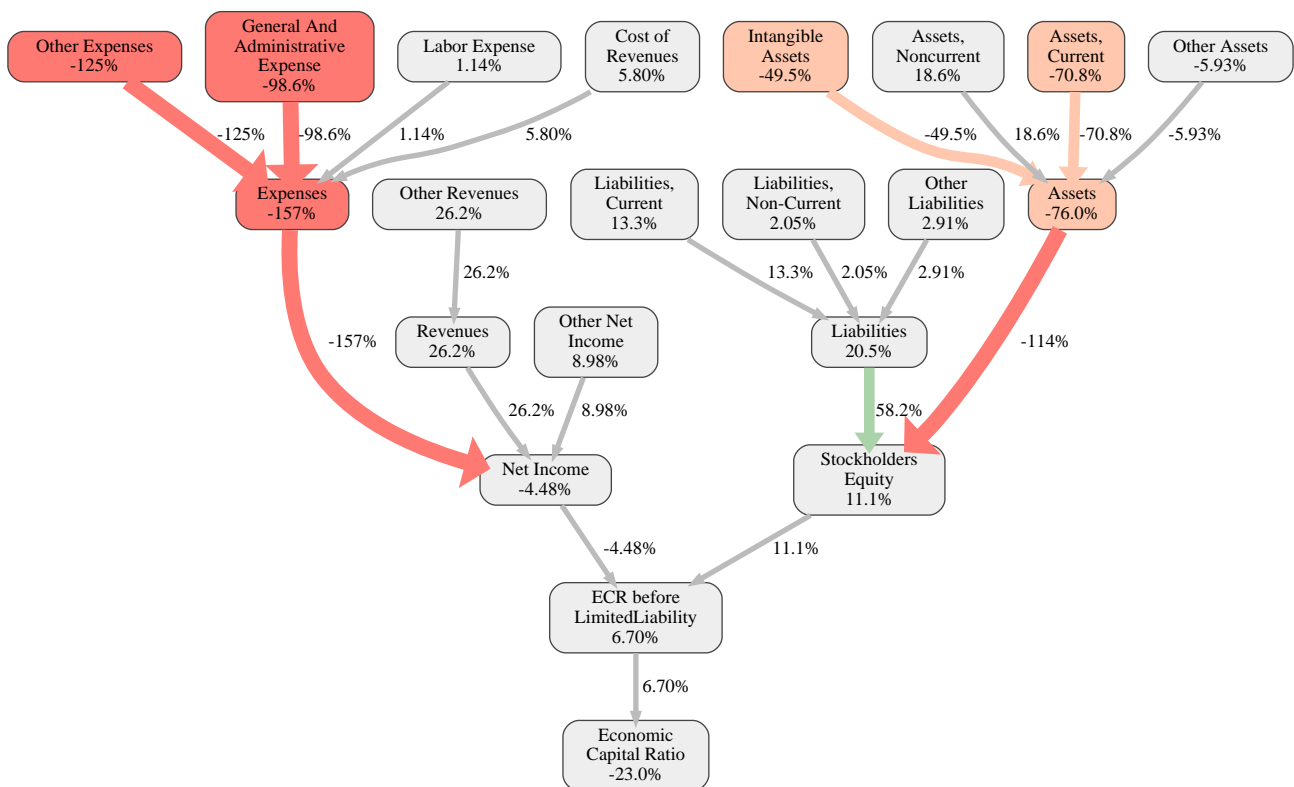 Other Expenses
-125%
General And
Administrative
Expense
-98.6%
Labor Expense
1.14%
Cost of
Revenues
5.80%
Intangible
Assets
-49.5%
Assets,
Noncurrent
18.6%
Assets,
Current
-70.8%
Other Assets
-5.93%
-125%
-98.6%
1.14%
5.80%
-49.5%
18.6%
-70.8%
-5.93%
Expenses
-157%
Other Revenues
26.2%
Liabilities,
Current
13.3%
Liabilities,
Non-Current
2.05%
Other
Liabilities
2.91%
Assets
-76.0%
26.2%
13.3%
2.05%
2.91%
-157%
Revenues
26.2%
Other Net
Income
8.98%
Liabilities
20.5%
-114%
26.2%
8.98%
58.2%
Net Income
-4.48%
Stockholders
Equity
11.1%
-4.48%
11.1%
ECR before
LimitedLiability
6.70%
6.70%
Economic
Capital Ratio
-23.0%